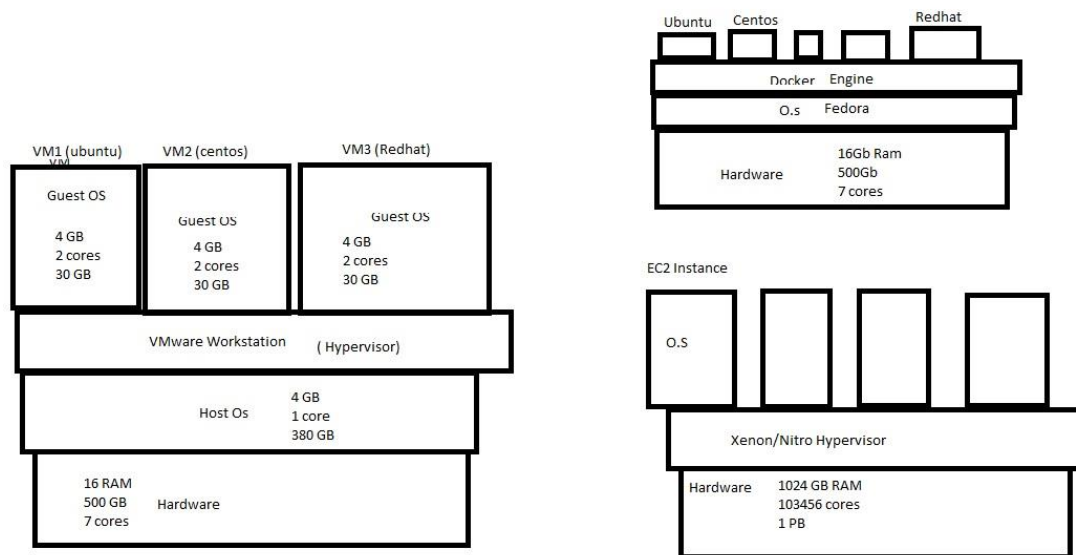 VM1 (ubuntu)
VM2 (centos)
VM3 (Redhat)
VM
Guest OS
4 GB
2 cores
30 GB
Guest OS
4 GB
2 cores
30 GB
Guest OS
4 GB
2 cores
30 GB
VMware Workstation ( Hypervisor)
Host Os
4 GB
1 core
380 GB
16 RAM
500 GB
7 cores
Hardware
Ubuntu
Centos
Redhat
Docker Engine
O.s Fedora
Hardware
16Gb Ram
500Gb
7 cores
EC2 Instance
O.S
Xenon/Nitro Hypervisor
Hardware
1024 GB RAM
103456 cores
1 PB